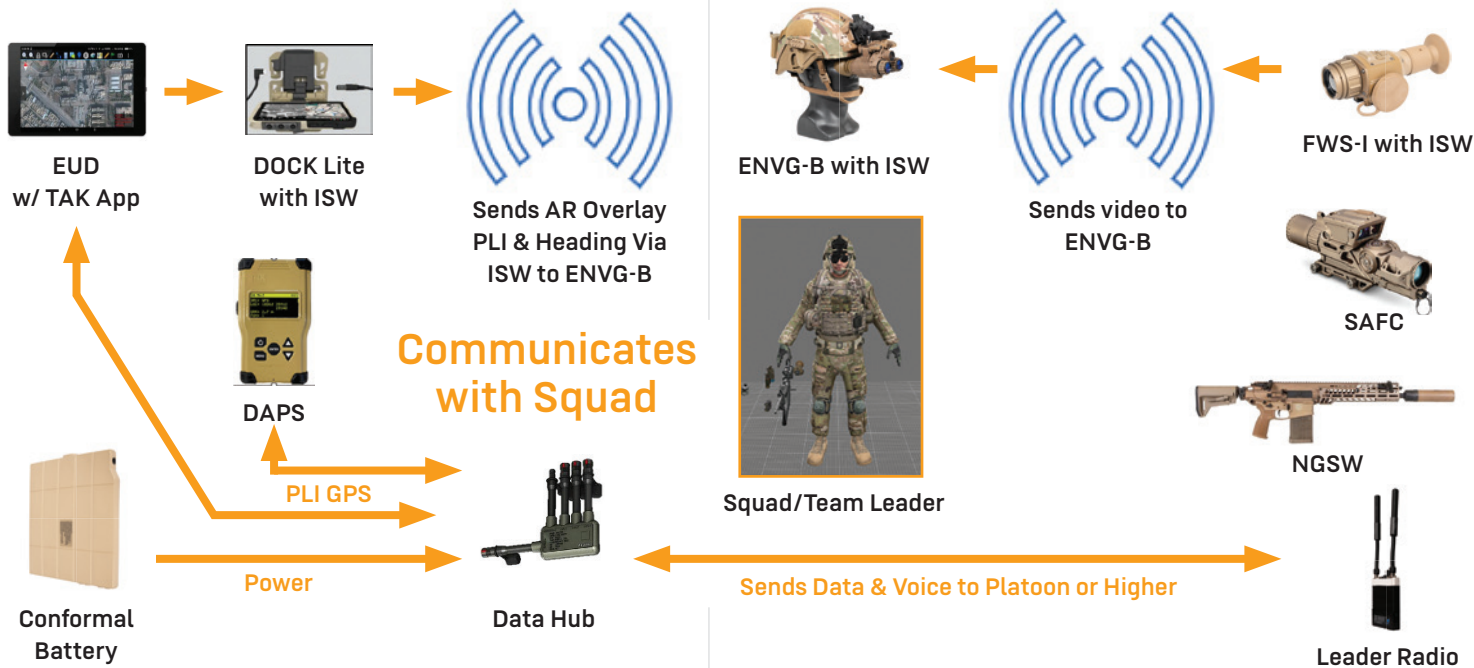 EUD
w/ TAK App
DOCK Lite
with ISW
Sends AR Overlay
PLI & Heading Via
ISW to ENVG-B
ENVG-B with ISW
Sends video to
ENVG-B
FWS-I with ISW
SAFC
DAPS
Communicates
with Squad
NGSW
PLI GPS
Squad/Team Leader
Power
Sends Data & Voice to Platoon or Higher
Conformal
Battery
Data Hub
Leader Radio